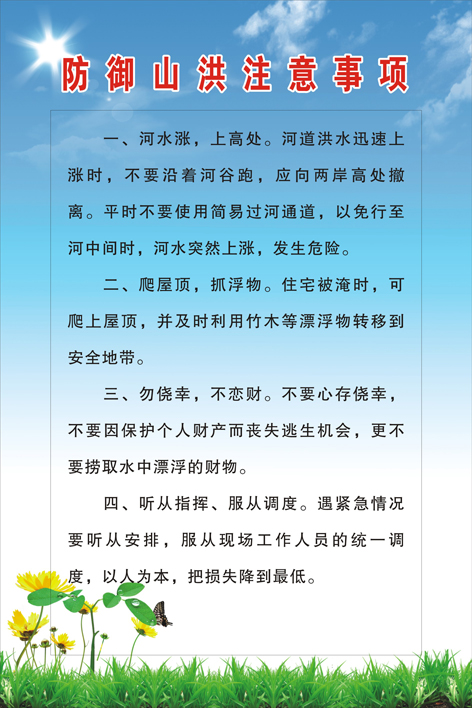 防御山洪注意事项
一、河水涨，上高处。河道洪水迅速上
涨时，不要沿着河谷跑，应向两岸高处撤
离。平时不要使用简易过河通道，以免行至
河中间时，河水突然上涨，发生危险。
二、爬屋顶，抓浮物。住宅被淹时，可
爬上屋顶，并及时利用竹木等漂浮物转移到
安全地带。
三、勿侥幸，不恋财。不要心存侥幸，
不要因保护个人财产而丧失逃生机会，更不
要捞取水中漂浮的财物。
四、听从指挥、服从调度。遇紧急情况
要听从安排，服从现场工作人员的统一调
度，以人为本，把损失降到最低。